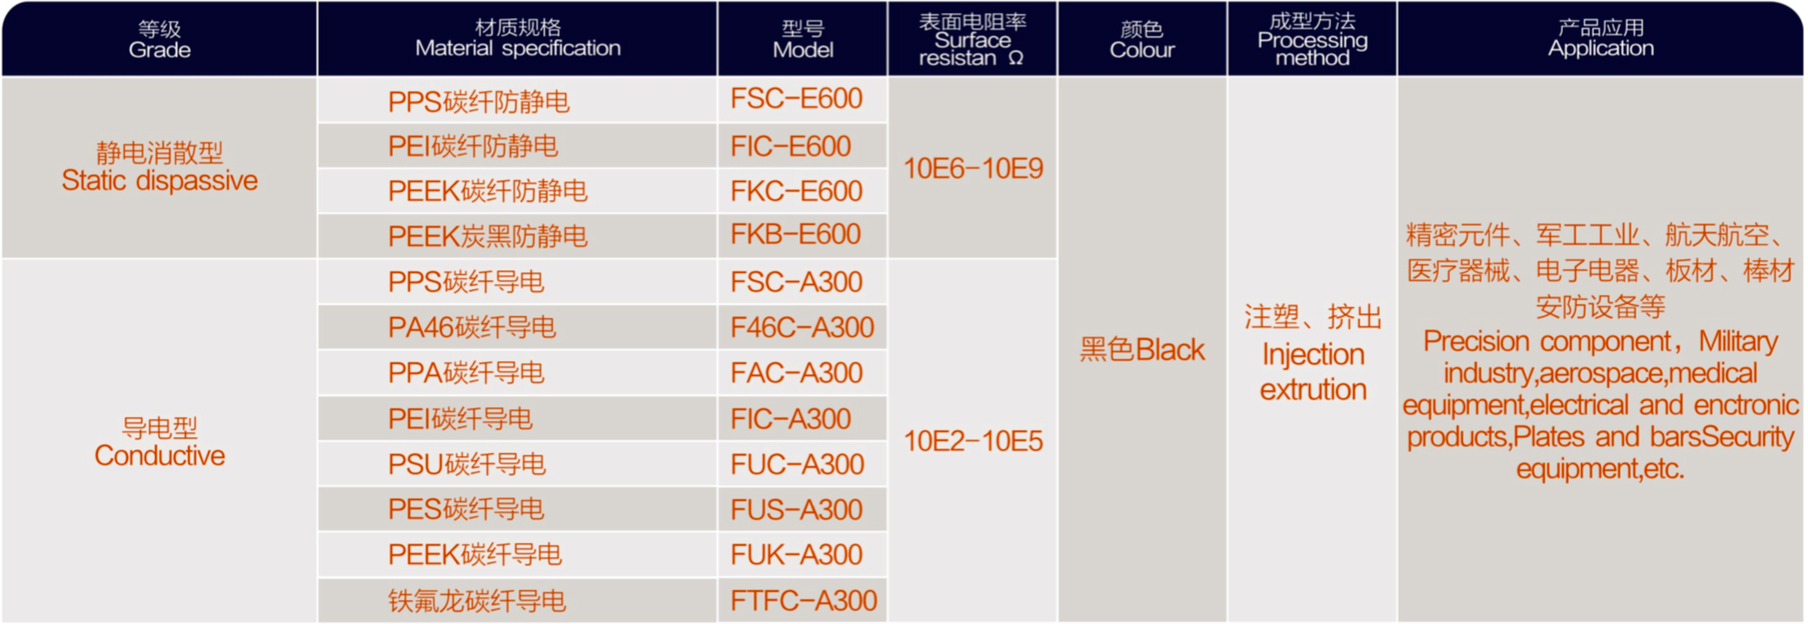 等级
Grade
材质规格
Material specification
型号
Model
表面电阻率
Surface
resistan Ω
颜色
Colour
成型方法
Processing
method
产品应用
Application
静电消散型
Static dispassive
PPS碳纤防静电 FSC-E600
PEI碳纤防静电 FIC-E600
PEEK碳纤防静电 FKC-E600
PEEK炭黑防静电 FKB-E600
10E6-10E9
导电型
Conductive
PPS碳纤导电 FSC-A300
PA46碳纤导电 F46C-A300
PPA碳纤导电 FAC-A300
PEI碳纤导电 FIC-A300
PSU碳纤导电 FUC-A300
PES碳纤导电 FUS-A300
PEEK碳纤导电 FUK-A300
铁氟龙碳纤导电 FTFC-A300
10E2-10E5
黑色Black
注塑、挤出
Injection
extrution
精密元件、军工工业、航天航空、
医疗器械、电子电器、板材、棒材
安防设备等
Precision component，Military
industry,aerospace,medical
equipment,electrical and enctronic
products,Plates and barsSecurity
equipment,etc.